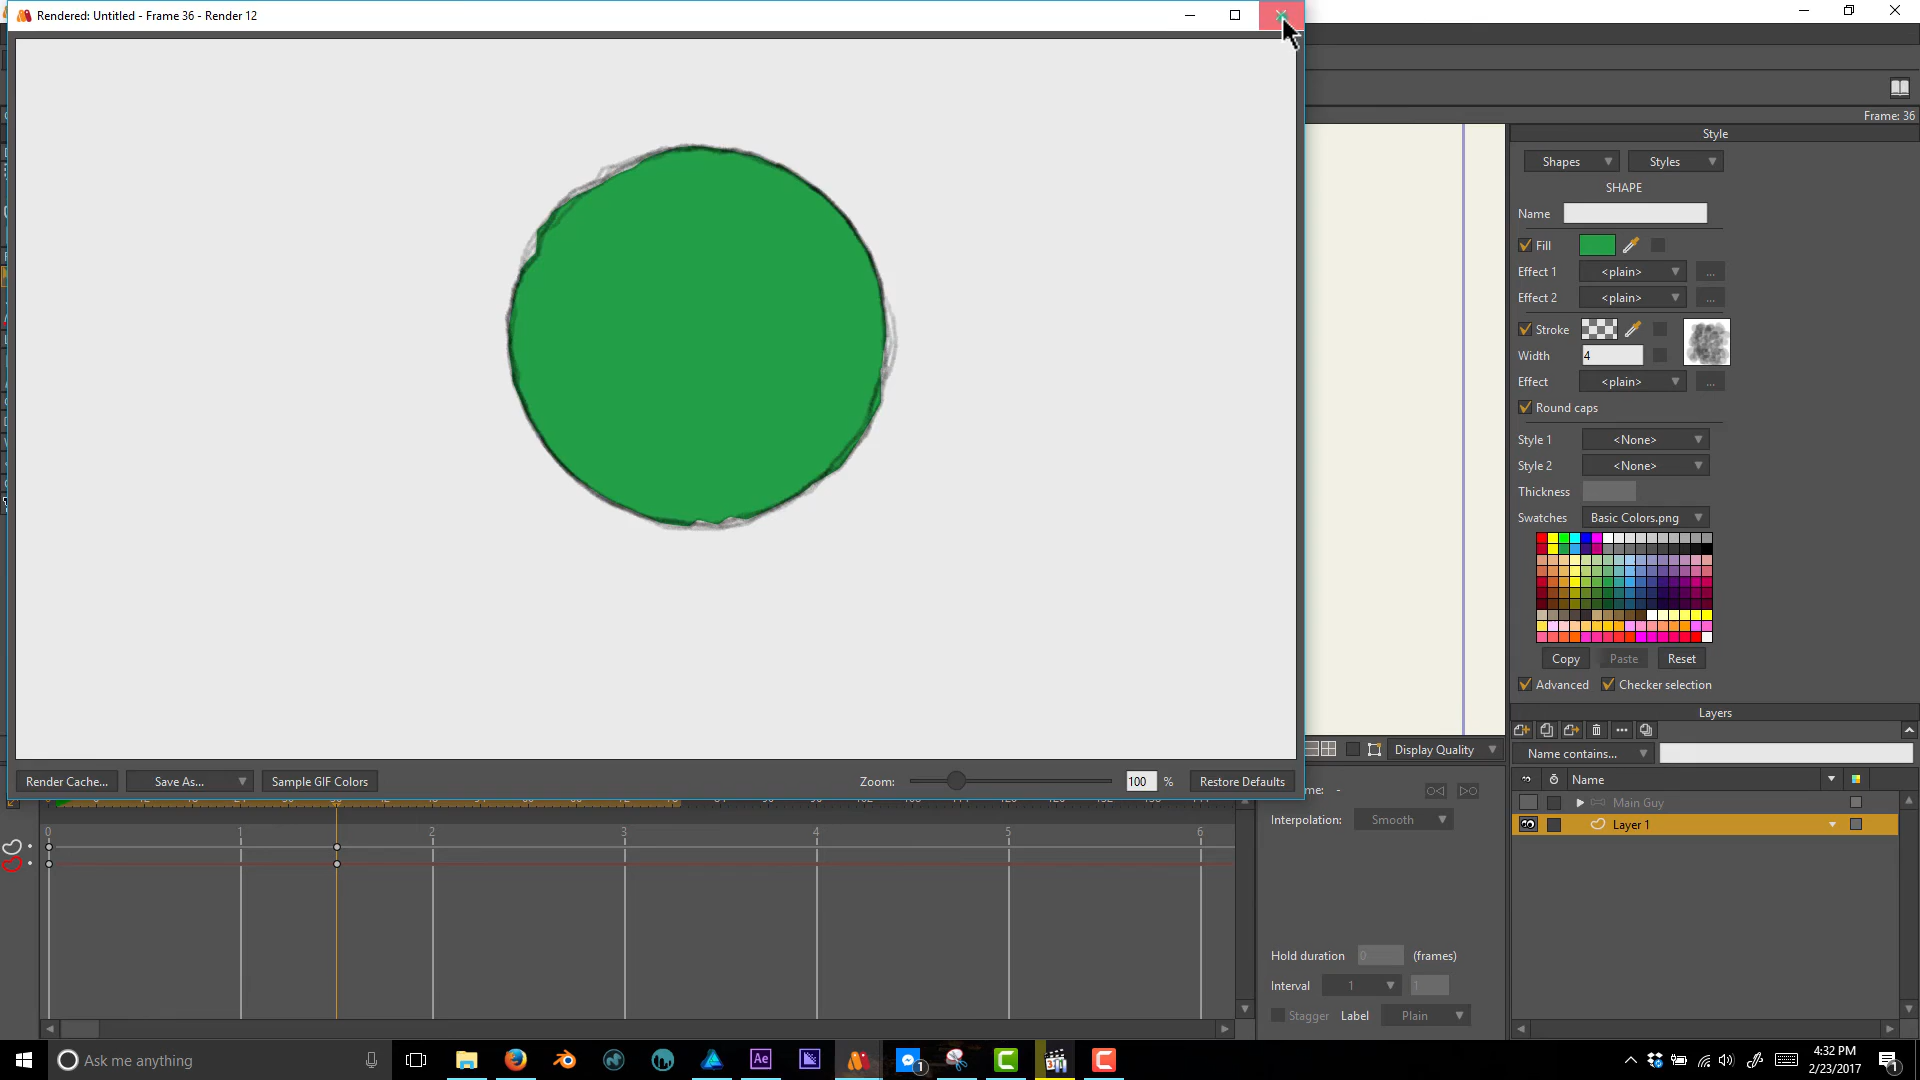 Rendered: Untitled - Frame 36 - Render 12
Frame: 36
Style
Shapes
Styles
SHAPE
Name
Fill
Effect 1
<plain>
...
Effect 2
<plain>
...
Stroke
Width
4
Effect
<plain>
...
Round caps
Style 1
<None>
Style 2
<None>
Thickness
Swatches
Basic Colors.png
Copy
Paste
Reset
Advanced
Checker selection
Layers
Display Quality
Name contains...
Render Cache...
Save As...
Sample GIF Colors
Zoom:
100
%
Restore Defaults
Name
Main Guy
Layer 1
Interpolation:
Smooth
0 1 2 3 4 5 6
Hold duration
0
(frames)
Interval
1
1
Stagger
Label
Plain
Ask me anything
Ae
1
4:32 PM
2/23/2017
1